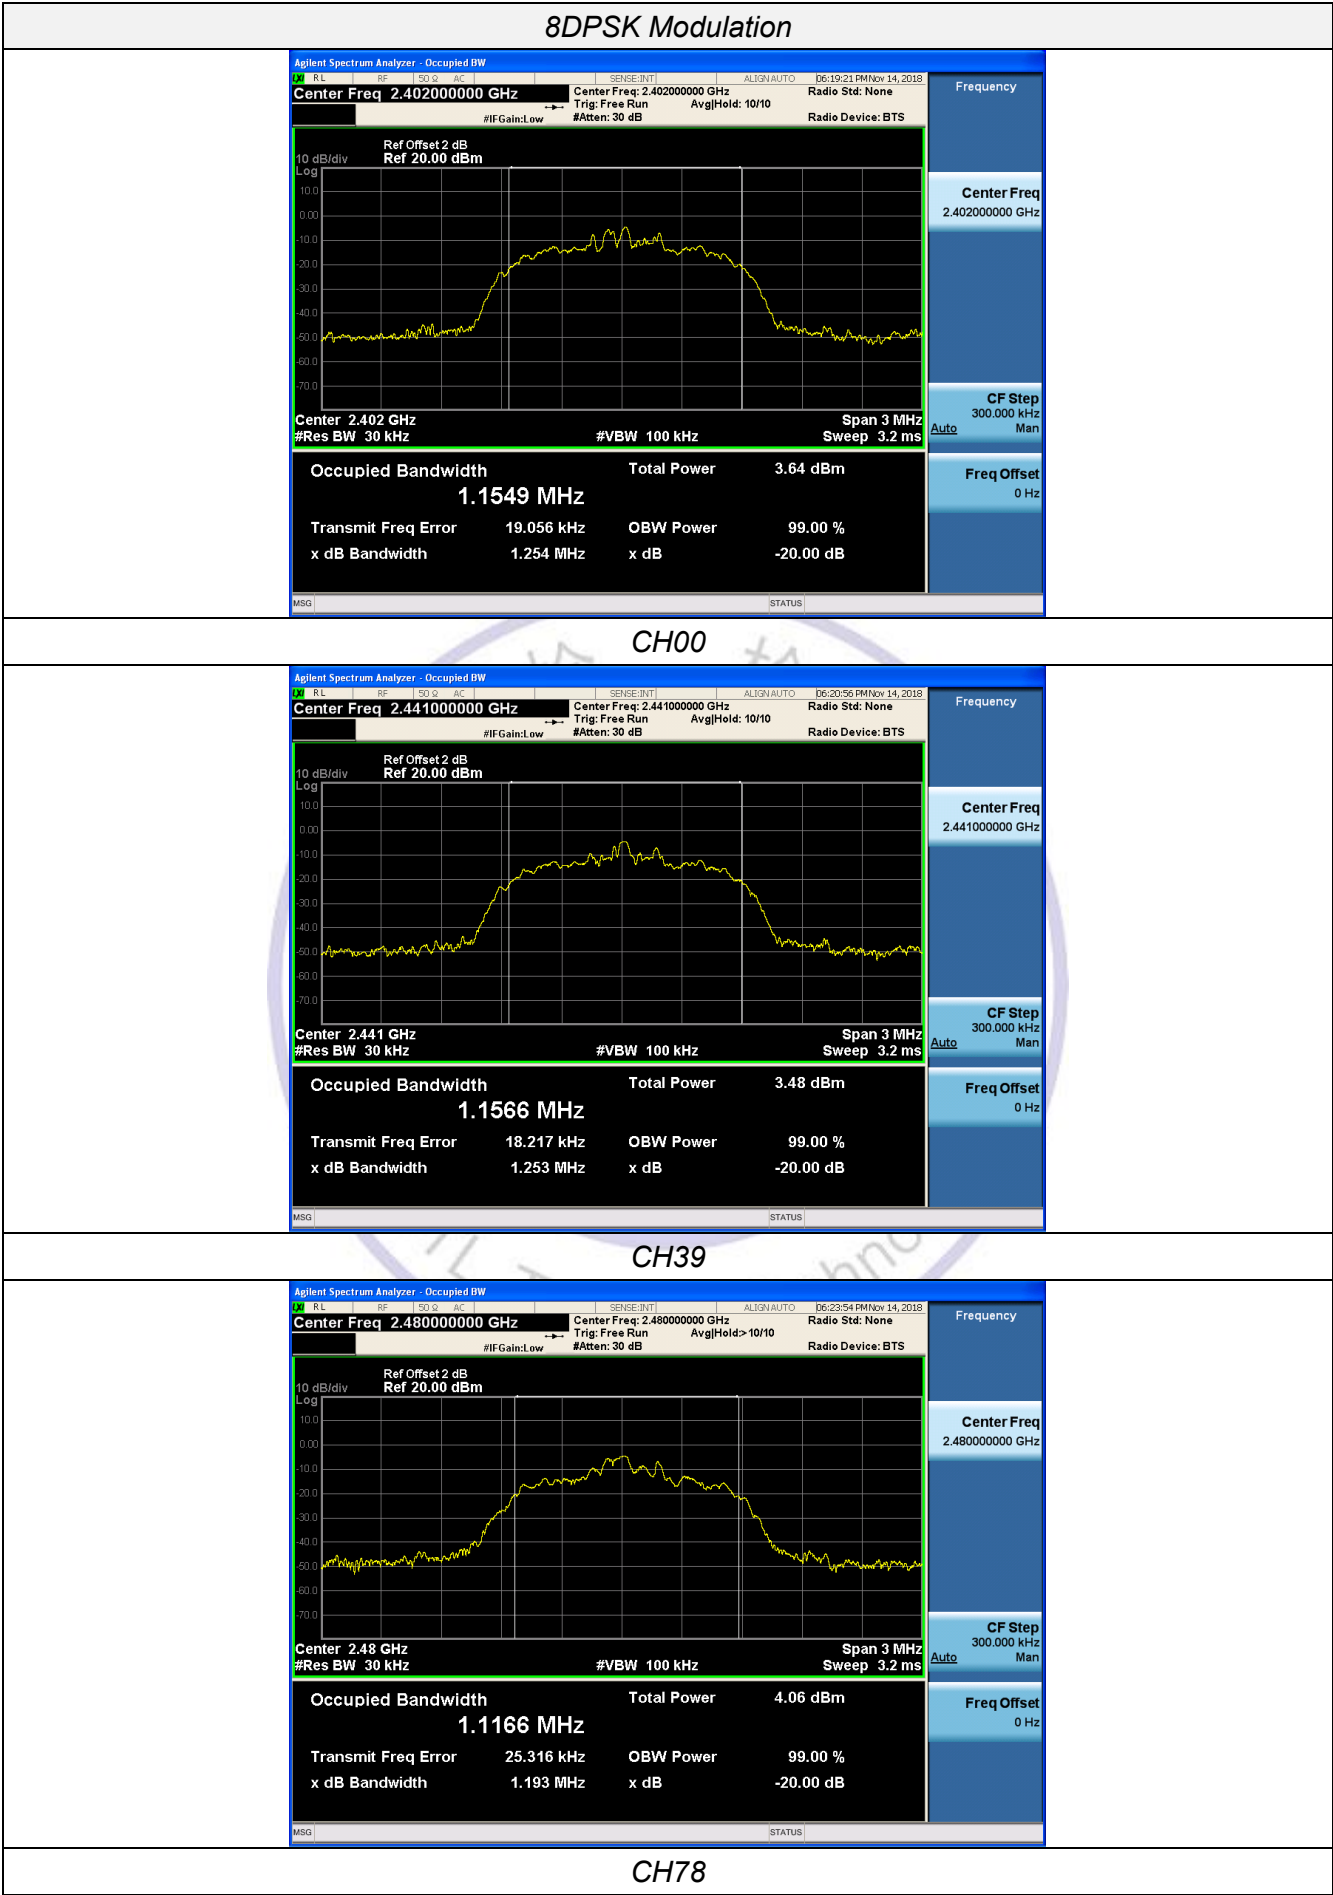 8DPSK Modulation
Agilent Spectrum Analyzer - Occupied BW
LXI RL RF 50 Ω AC SENSE:INT ALIGN AUTO 06:19:21 PM Nov 14, 2018
Center Freq 2.402000000 GHz Center Freq: 2.402000000 GHz Radio Std: None
Trig: Free Run Avg|Hold: 10/10
#IFGain:Low #Atten: 30 dB Radio Device: BTS
Frequency
Ref Offset 2 dB
10 dB/div Ref 20.00 dBm
Log
10.0
0.00
-10.0
-20.0
-30.0
-40.0
-50.0
-60.0
-70.0
Center 2.402 GHz Span 3 MHz
#Res BW 30 kHz #VBW 100 kHz Sweep 3.2 ms
Center Freq
2.402000000 GHz
CF Step
300.000 kHz
Auto Man
Freq Offset
0 Hz
Occupied Bandwidth Total Power 3.64 dBm
1.1549 MHz
Transmit Freq Error 19.056 kHz OBW Power 99.00 %
x dB Bandwidth 1.254 MHz x dB -20.00 dB
MSG STATUS
CH00
Agilent Spectrum Analyzer - Occupied BW
LXI RL RF 50 Ω AC SENSE:INT ALIGN AUTO 06:20:56 PM Nov 14, 2018
Center Freq 2.441000000 GHz Center Freq: 2.441000000 GHz Radio Std: None
Trig: Free Run Avg|Hold: 10/10
#IFGain:Low #Atten: 30 dB Radio Device: BTS
Frequency
Ref Offset 2 dB
10 dB/div Ref 20.00 dBm
Log
10.0
0.00
-10.0
-20.0
-30.0
-40.0
-50.0
-60.0
-70.0
Center 2.441 GHz Span 3 MHz
#Res BW 30 kHz #VBW 100 kHz Sweep 3.2 ms
Center Freq
2.441000000 GHz
CF Step
300.000 kHz
Auto Man
Freq Offset
0 Hz
Occupied Bandwidth Total Power 3.48 dBm
1.1566 MHz
Transmit Freq Error 18.217 kHz OBW Power 99.00 %
x dB Bandwidth 1.253 MHz x dB -20.00 dB
MSG STATUS
CH39
Agilent Spectrum Analyzer - Occupied BW
LXI RL RF 50 Ω AC SENSE:INT ALIGN AUTO 06:23:54 PM Nov 14, 2018
Center Freq 2.480000000 GHz Center Freq: 2.480000000 GHz Radio Std: None
Trig: Free Run Avg|Hold:>10/10
#IFGain:Low #Atten: 30 dB Radio Device: BTS
Frequency
Ref Offset 2 dB
10 dB/div Ref 20.00 dBm
Log
10.0
0.00
-10.0
-20.0
-30.0
-40.0
-50.0
-60.0
-70.0
Center 2.48 GHz Span 3 MHz
#Res BW 30 kHz #VBW 100 kHz Sweep 3.2 ms
Center Freq
2.480000000 GHz
CF Step
300.000 kHz
Auto Man
Freq Offset
0 Hz
Occupied Bandwidth Total Power 4.06 dBm
1.1166 MHz
Transmit Freq Error 25.316 kHz OBW Power 99.00 %
x dB Bandwidth 1.193 MHz x dB -20.00 dB
MSG STATUS
CH78